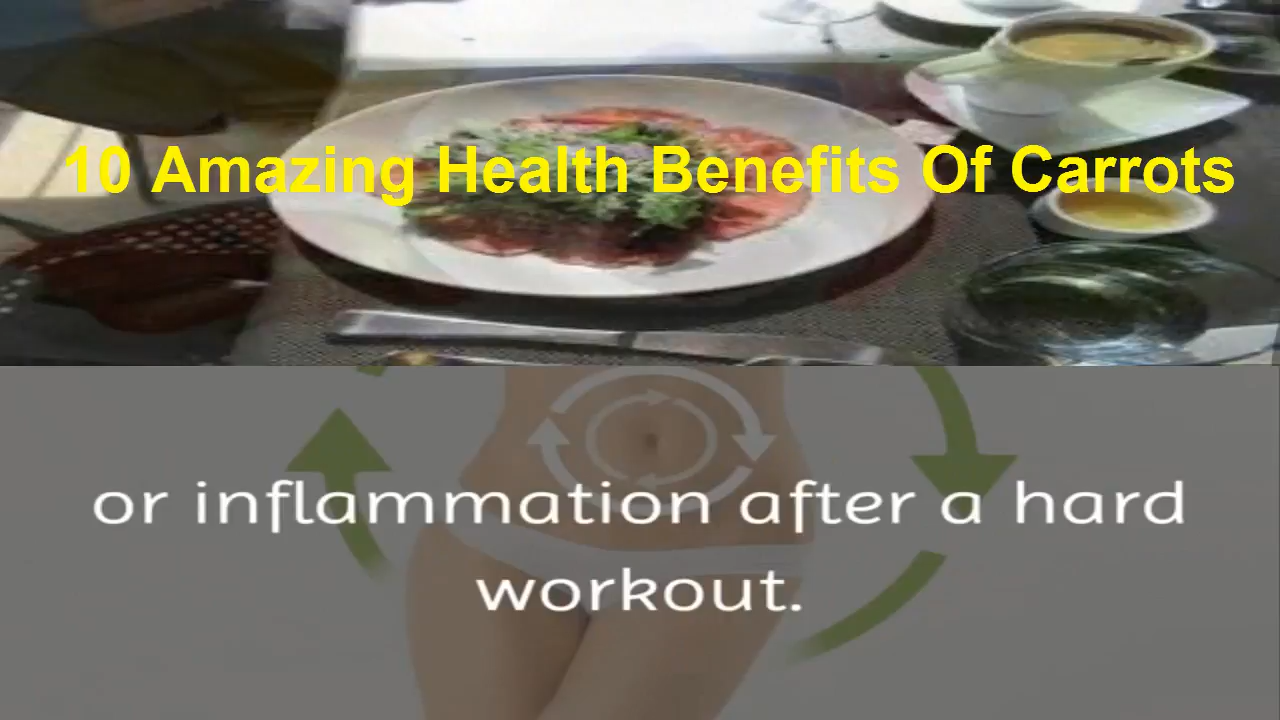 10 Amazing Health Benefits Of Carrots
or inflammation after a hard
workout.